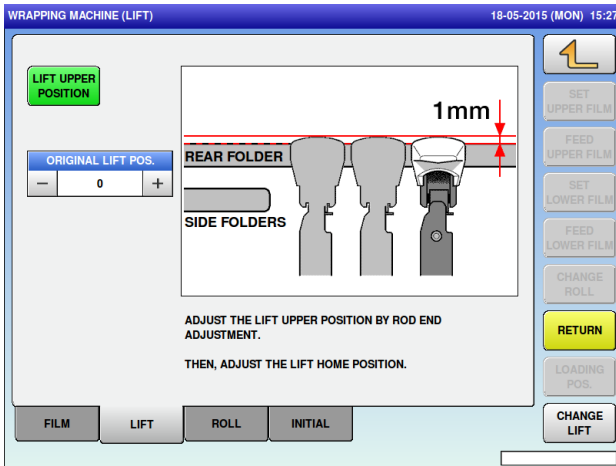 WRAPPING MACHINE (LIFT)
18-05-2015 (MON) 15:27
LIFT UPPER
POSITION
ORIGINAL LIFT POS.
− 0 +
1mm
REAR FOLDER
SIDE FOLDERS
ADJUST THE LIFT UPPER POSITION BY ROD END
ADJUSTMENT.
THEN, ADJUST THE LIFT HOME POSITION.
SET
UPPER FILM
FEED
UPPER FILM
SET
LOWER FILM
FEED
LOWER FILM
CHANGE
ROLL
RETURN
LOADING
POS.
CHANGE
LIFT
FILM
LIFT
ROLL
INITIAL